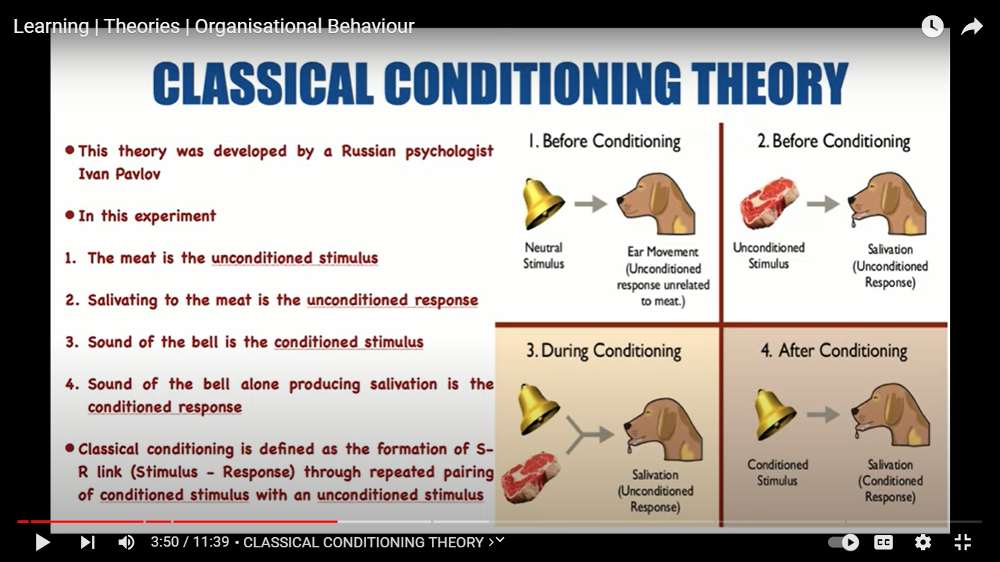 Learning | Theories | Organisational Behaviour
CLASSICAL CONDITIONING THEORY
• This theory was developed by a Russian psychologist
Ivan Pavlov
• In this experiment
1. The meat is the unconditioned stimulus
2. Salivating to the meat is the unconditioned response
3. Sound of the bell is the conditioned stimulus
4. Sound of the bell alone producing salivation is the
conditioned response
• Classical conditioning is defined as the formation of S-
R link (Stimulus - Response) through repeated pairing
of conditioned stimulus with an unconditioned stimulus
1. Before Conditioning
Neutral
Stimulus
Ear Movement
(Unconditioned
response unrelated
to meat.)
2. Before Conditioning
Unconditioned
Stimulus
Salivation
(Unconditioned
Response)
3. During Conditioning
Salivation
(Unconditioned
Response)
4. After Conditioning
Conditioned
Stimulus
Salivation
(Conditioned
Response)
3:50 / 11:39 • CLASSICAL CONDITIONING THEORY >
CC